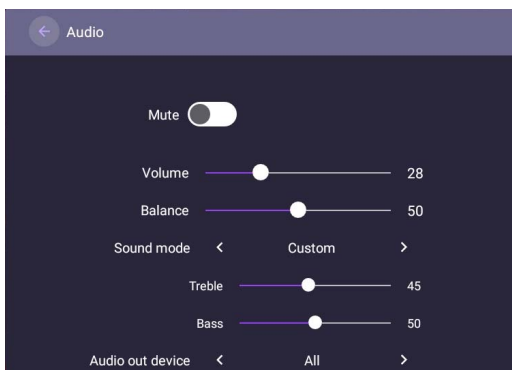 Audio
Mute
Volume 28
Balance 50
Sound mode < Custom >
Treble 45
Bass 50
Audio out device < All >